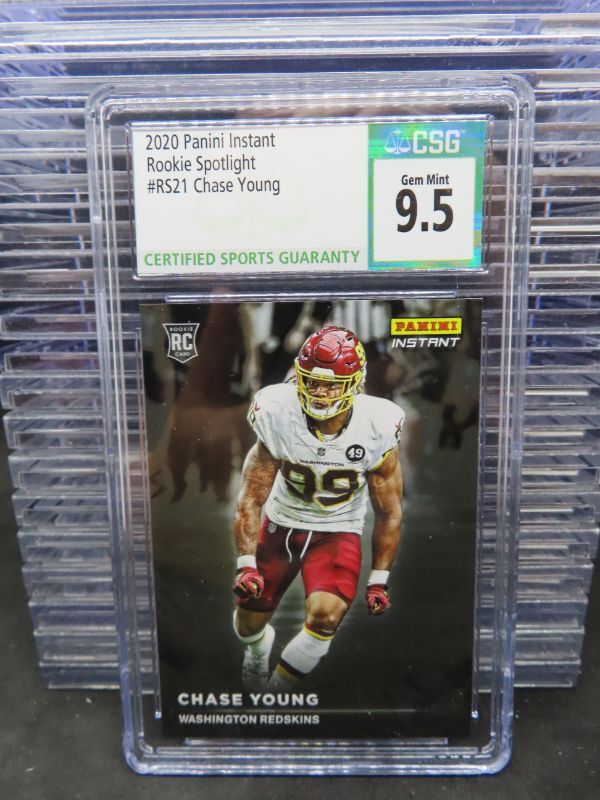 2020 Panini Instant
Rookie Spotlight
#RS21 Chase Young
CERTIFIED SPORTS GUARANTY
CSG
Gem Mint
9.5
ROOKIE
RC
CARD
PANINI
INSTANT
49
WASHINGTON
99
CHASE YOUNG
WASHINGTON REDSKINS